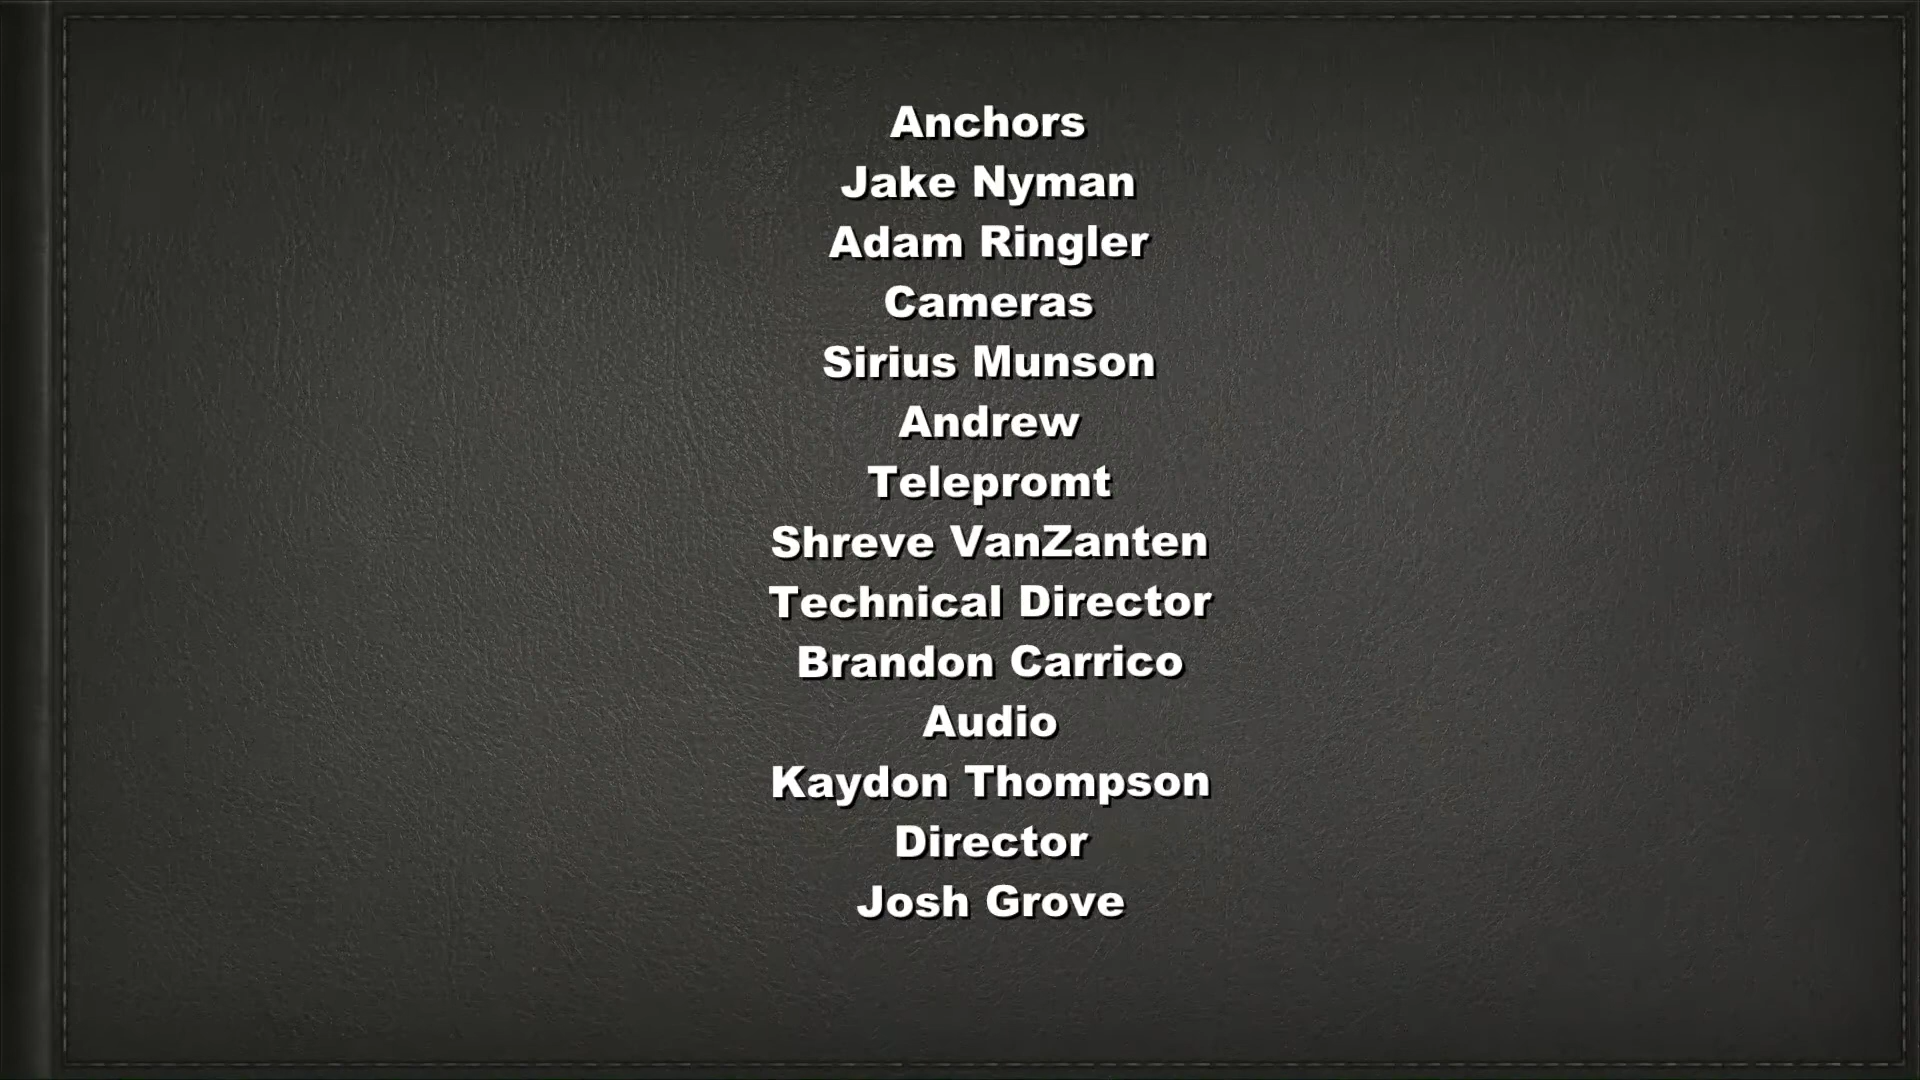 Anchors
Jake Nyman
Adam Ringler
Cameras
Sirius Munson
Andrew
Telepromt
Shreve VanZanten
Technical Director
Brandon Carrico
Audio
Kaydon Thompson
Director
Josh Grove